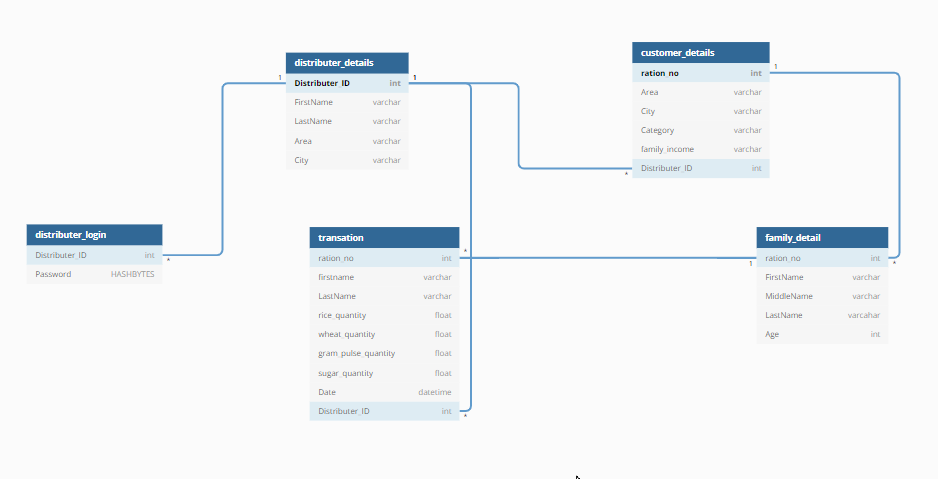 distributer_details
1
Distributer_ID int
1
FirstName varchar
LastName varchar
Area varchar
City varchar
customer_details
1
ration_no int
Area varchar
City varchar
Category varchar
family_income varchar
Distributer_ID int
*
distributer_login
Distributer_ID int
*
Password HASHBYTES
transation
*
ration_no int
firstname varchar
LastName varchar
rice_quantity float
wheat_quantity float
gram_pulse_quantity float
sugar_quantity float
Date datetime
Distributer_ID int
*
family_detail
1
ration_no int
*
FirstName varchar
MiddleName varchar
LastName varcahar
Age int